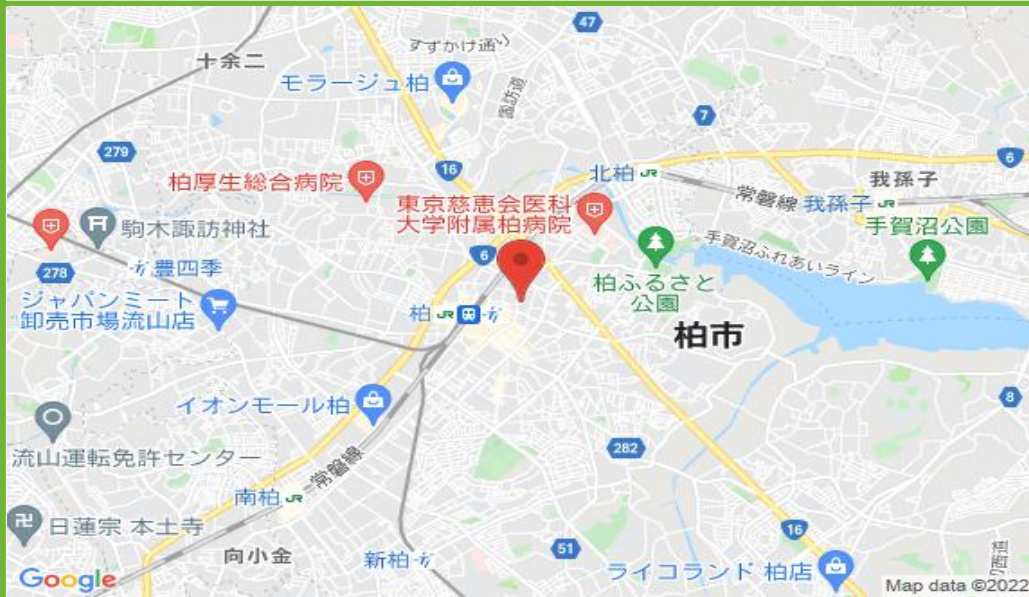 47
すずかけ通り
十余二
モラージュ柏
諏訪道
7
279
16
6
柏厚生総合病院
北柏 JR
我孫子
常磐線
我孫子 JR
東京慈恵会医科
大学附属柏病院
手賀沼公園
駒木諏訪神社
手賀沼ふれあいライン
6
278
豊四季
柏ふるさと
公園
ジャパンミート
卸売市場流山店
柏 JR
柏市
イオンモール柏
8
282
流山運転免許センター
常磐線
南柏 JR
日蓮宗 本土寺
16
向小金
新柏
51
ライコランド 柏店
Google
Map data ©2022